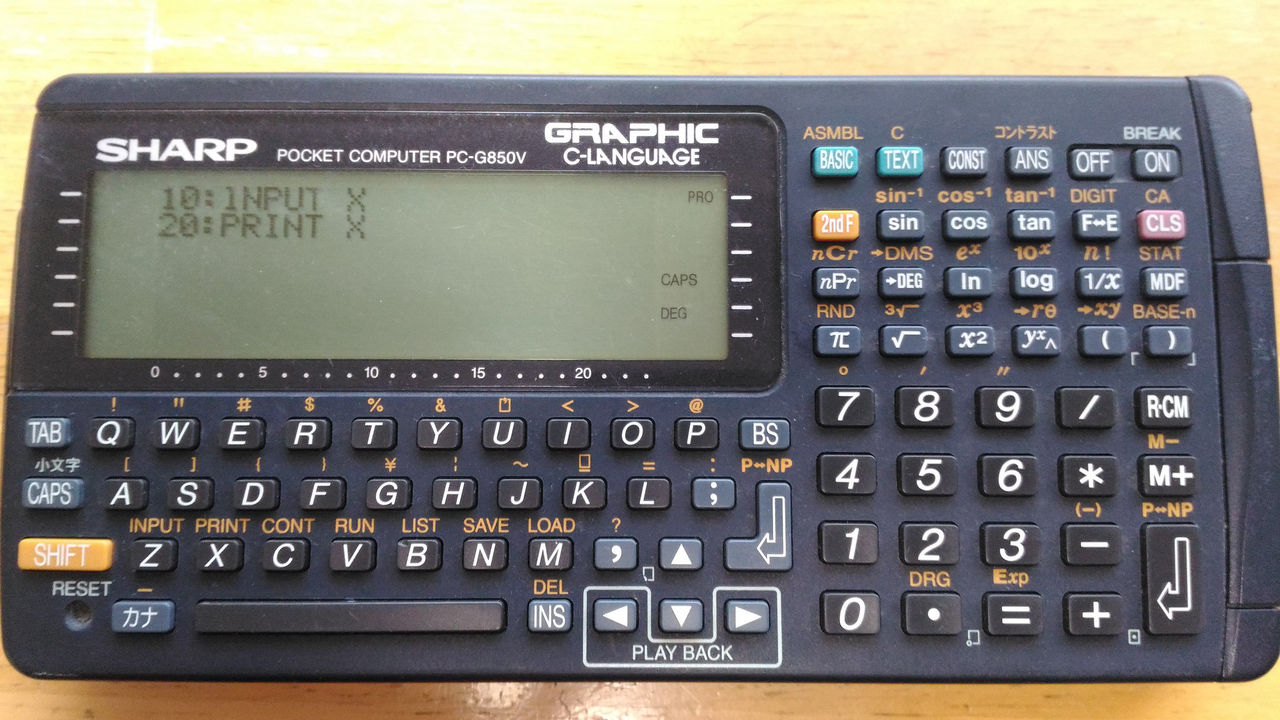 SHARP POCKET COMPUTER PC-G850V GRAPHIC C-LANGUAGE
10:INPUT X
20:PRINT X
PRO
CAPS
DEG
0 5 10 15 20
ASMBL C コントラスト BREAK
BASIC TEXT CONST ANS OFF ON
sin⁻¹ cos⁻¹ tan⁻¹ DIGIT CA
2nd F sin cos tan F↔E CLS
nCr →DMS eˣ 10ˣ n! STAT
nPr →DEG ln log 1/x MDF
RND ³√ x³ →rθ →xy BASE-n
π √ x² yˣ^ ( )
! " # $ % & < > @
TAB Q W E R T Y U I O P BS
小文字 [ ] { } ¥ ¦ ~ = : P↔NP
CAPS A S D F G H J K L ;
INPUT PRINT CONT RUN LIST SAVE LOAD ?
SHIFT Z X C V B N M , ▲
RESET DEL
カナ INS ◀ ▼ ▶
PLAY BACK
° ′ ″
7 8 9 / R·CM
M−
4 5 6 * M+
(−) P↔NP
1 2 3 −
DRG Exp
0 • = +